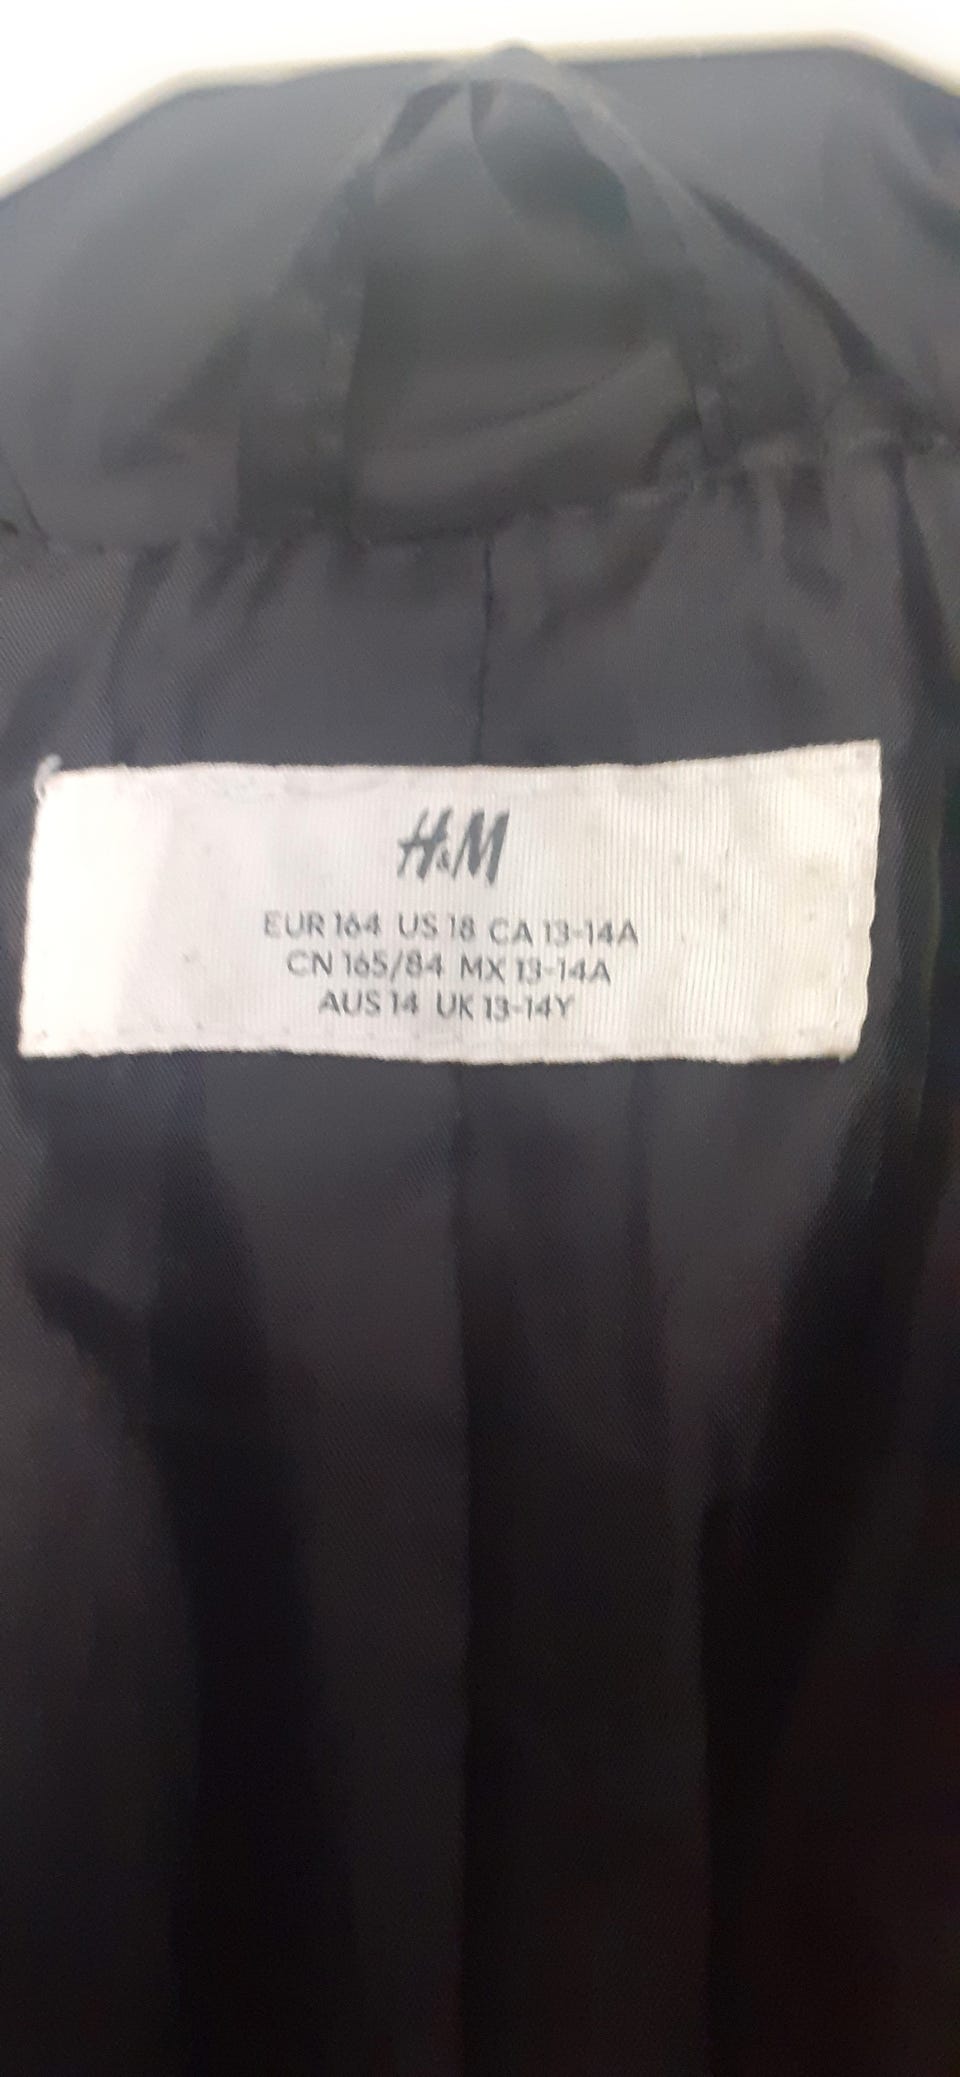 H&M
EUR 164 US 18 CA 13-14A
CN 165/84 MX 13-14A
AUS 14 UK 13-14Y